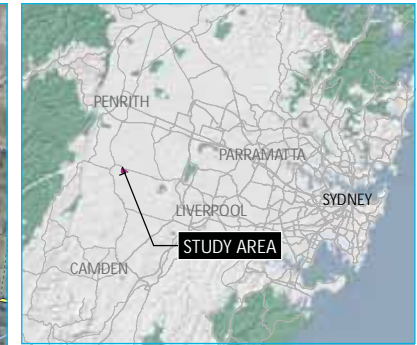 PENRITH
PARRAMATTA
SYDNEY
LIVERPOOL
STUDY AREA
CAMDEN